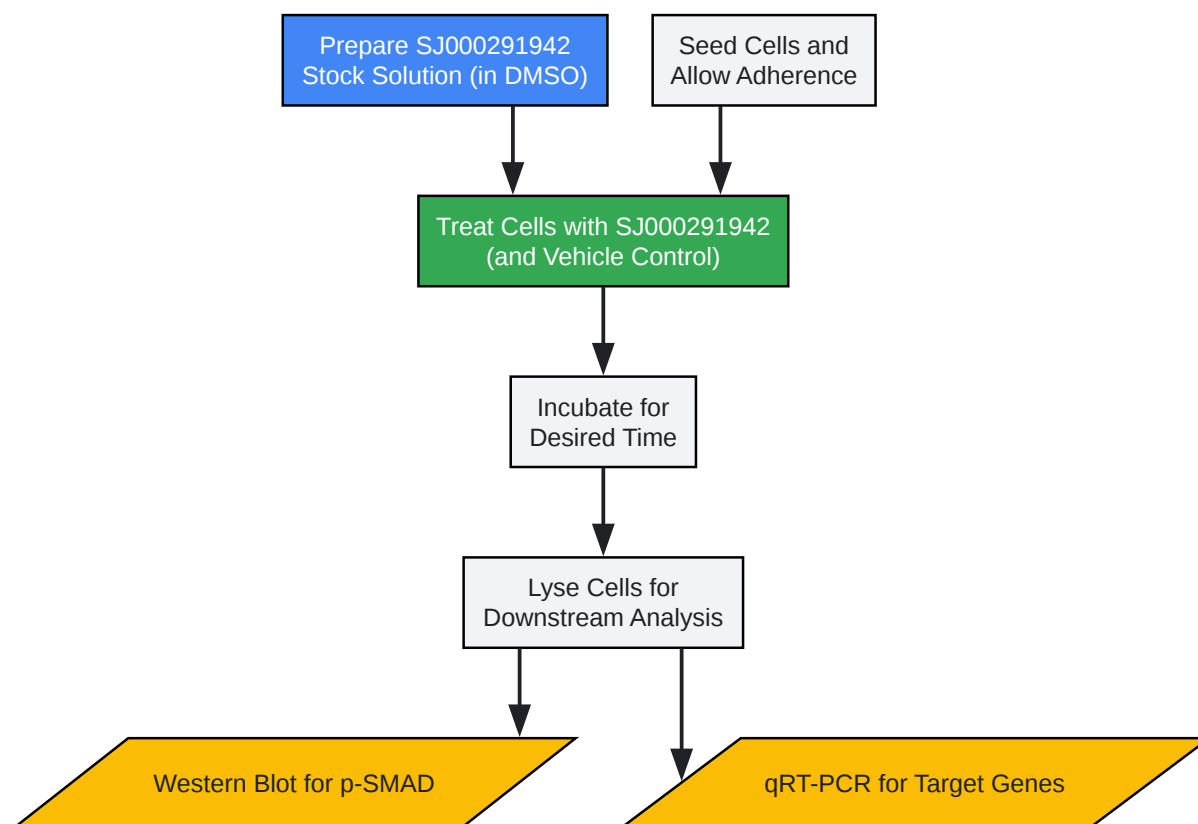 Prepare SJ000291942
Stock Solution (in DMSO)
Seed Cells and
Allow Adherence
Treat Cells with SJ000291942
(and Vehicle Control)
Incubate for
Desired Time
Lyse Cells for
Downstream Analysis
Western Blot for p-SMAD
qRT-PCR for Target Genes